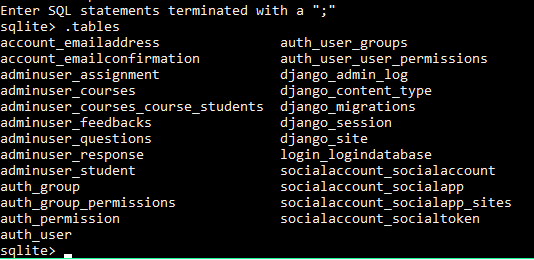 Enter SQL statements terminated with a ";"
sqlite> .tables
account_emailaddress auth_user_groups
account_emailconfirmation auth_user_user_permissions
adminuser_assignment django_admin_log
adminuser_courses django_content_type
adminuser_courses_course_students django_migrations
adminuser_feedbacks django_session
adminuser_questions django_site
adminuser_response login_logindatabase
adminuser_student socialaccount_socialaccount
auth_group socialaccount_socialapp
auth_group_permissions socialaccount_socialapp_sites
auth_permission socialaccount_socialtoken
auth_user
sqlite>